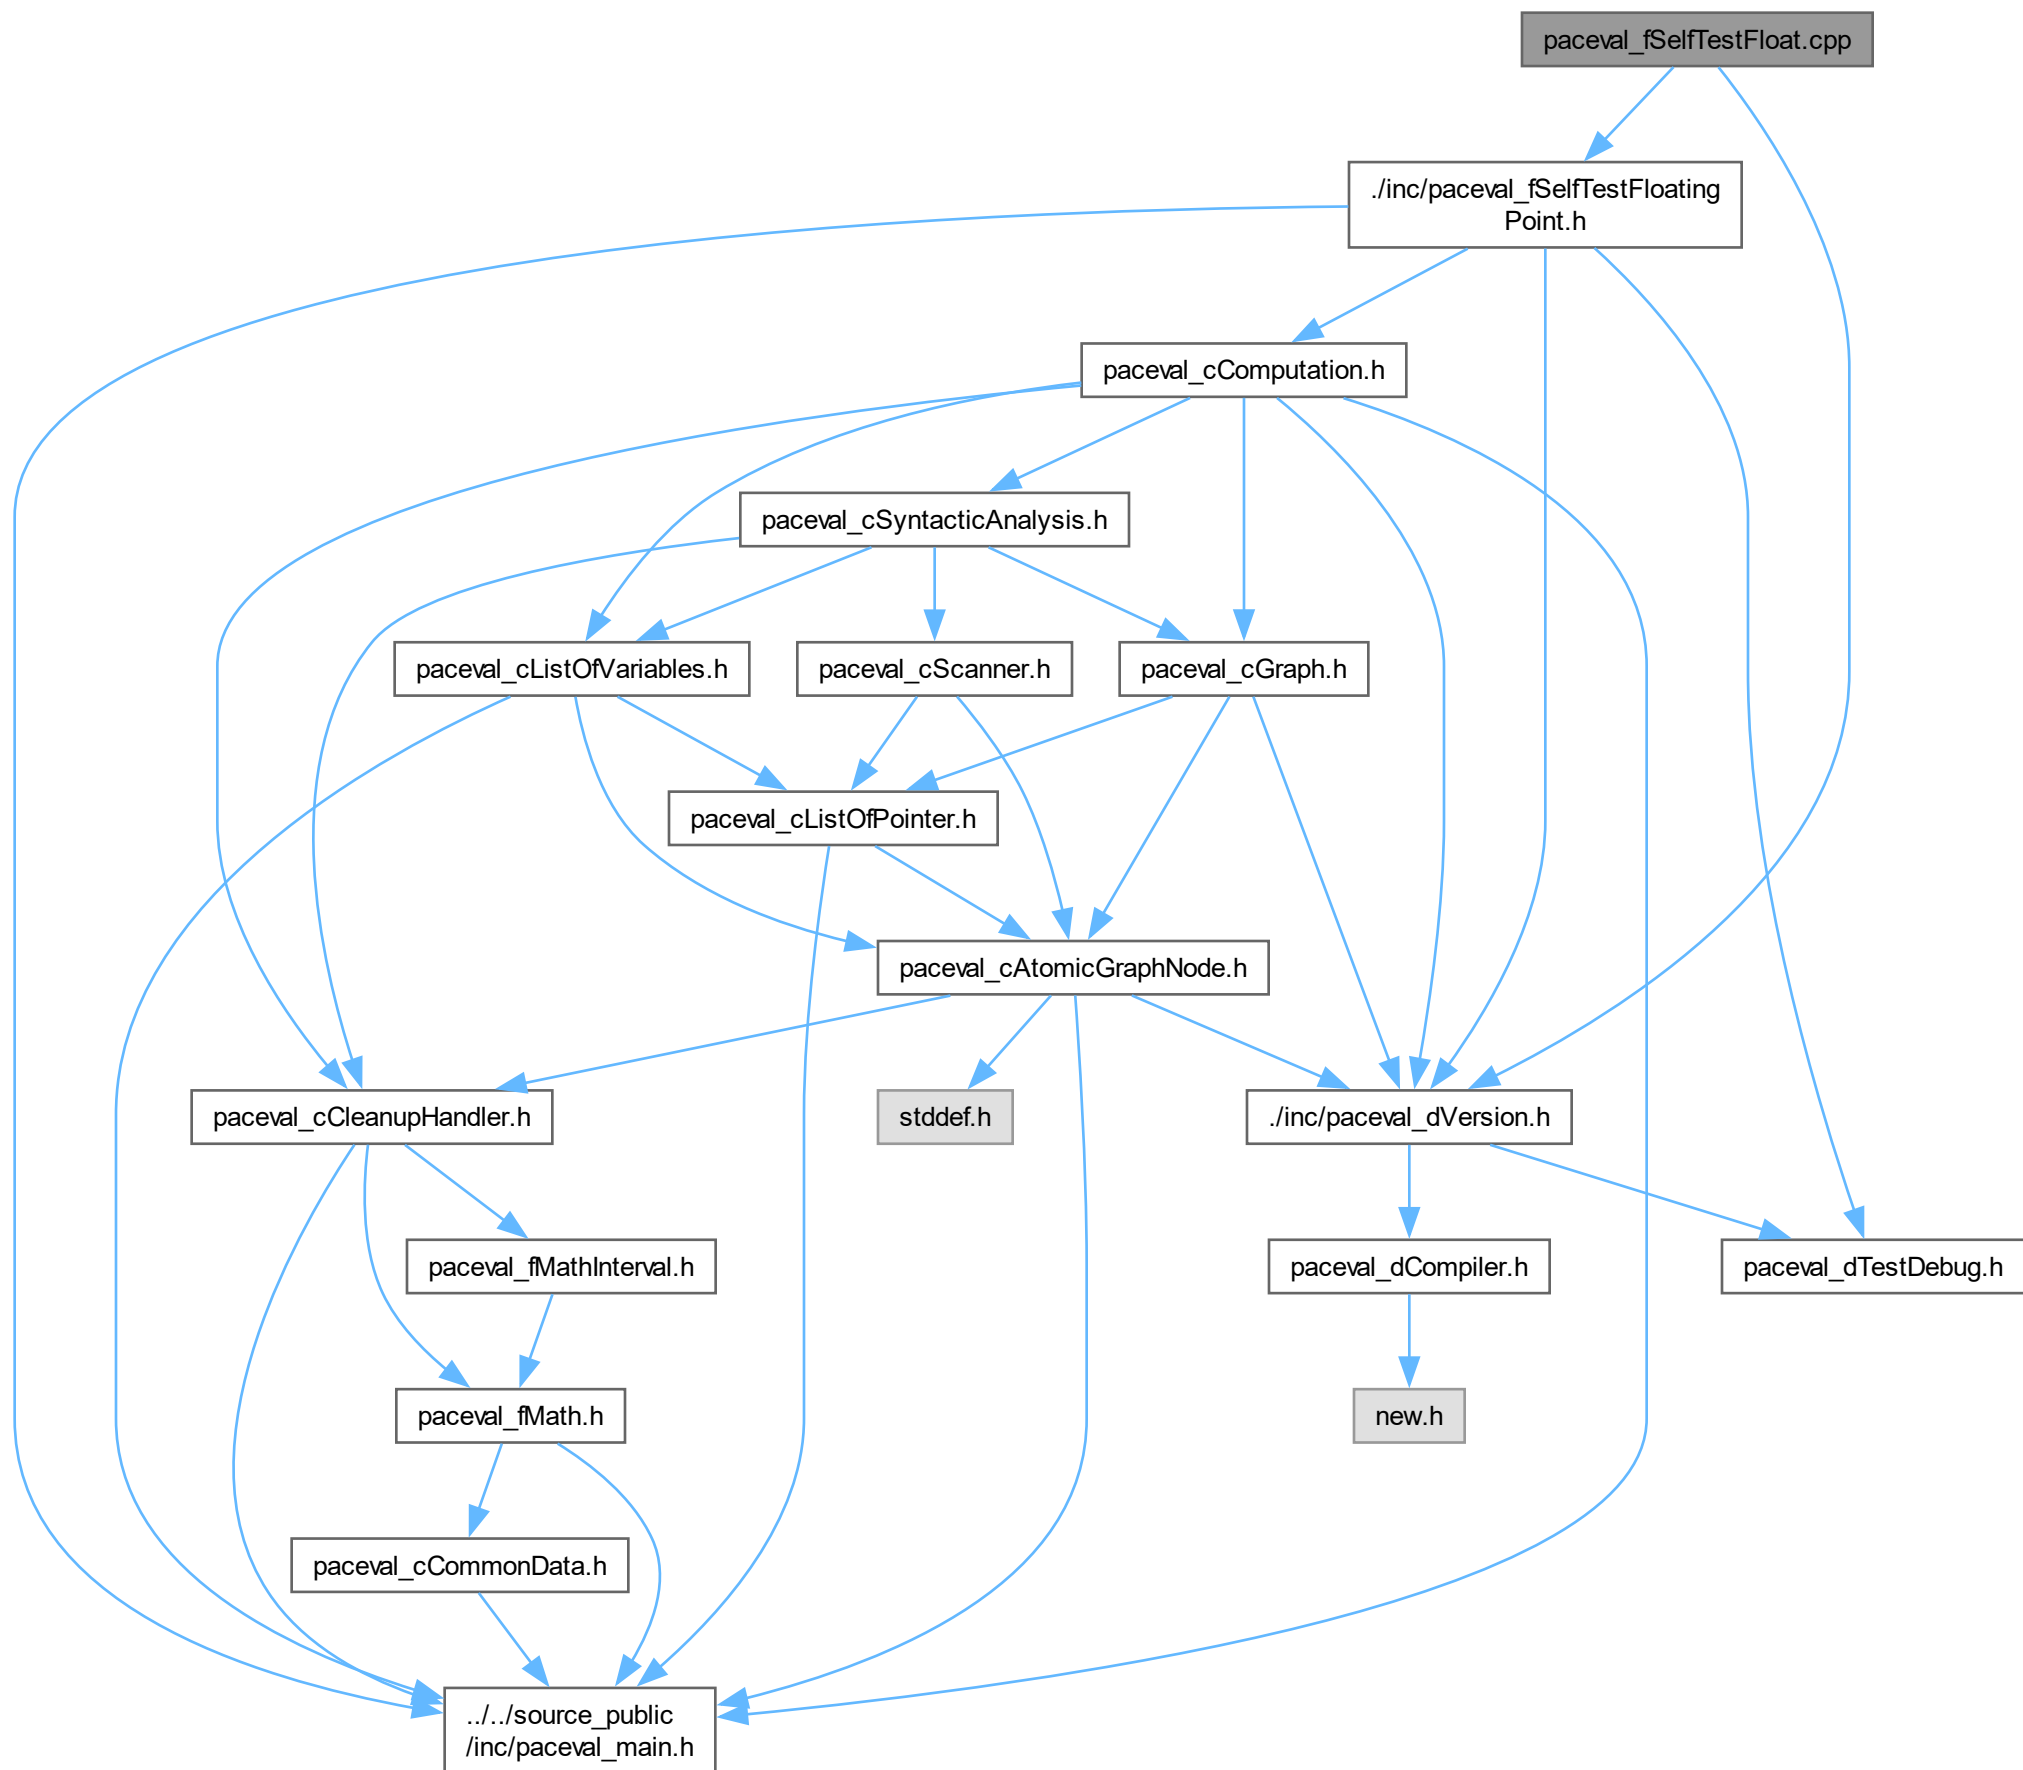 paceval_fSelfTestFloat.cpp
./inc/paceval_fSelfTestFloating
Point.h
paceval_cComputation.h
paceval_cSyntacticAnalysis.h
paceval_cListOfVariables.h
paceval_cScanner.h
paceval_cGraph.h
paceval_cListOfPointer.h
paceval_cAtomicGraphNode.h
paceval_cCleanupHandler.h
stddef.h
./inc/paceval_dVersion.h
paceval_fMathInterval.h
paceval_dCompiler.h
paceval_dTestDebug.h
paceval_fMath.h
new.h
paceval_cCommonData.h
../../source_public
/inc/paceval_main.h